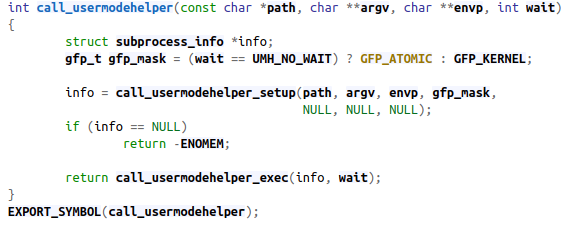 int call_usermodehelper(const char *path, char **argv, char **envp, int wait)
{
        struct subprocess_info *info;
        gfp_t gfp_mask = (wait == UMH_NO_WAIT) ? GFP_ATOMIC : GFP_KERNEL;

        info = call_usermodehelper_setup(path, argv, envp, gfp_mask,
                                         NULL, NULL, NULL);
        if (info == NULL)
                return -ENOMEM;

        return call_usermodehelper_exec(info, wait);
}
EXPORT_SYMBOL(call_usermodehelper);